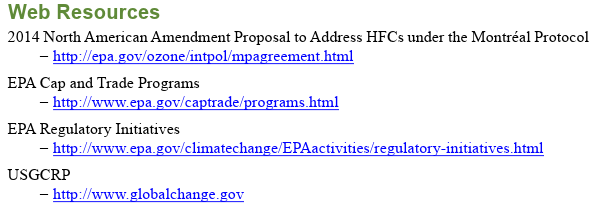 Web Resources
2014 North American Amendment Proposal to Address HFCs under the Montréal Protocol
– http://epa.gov/ozone/intpol/mpagreement.html
EPA Cap and Trade Programs
– http://www.epa.gov/captrade/programs.html
EPA Regulatory Initiatives
– http://www.epa.gov/climatechange/EPAactivities/regulatory-initiatives.html
USGCRP
– http://www.globalchange.gov